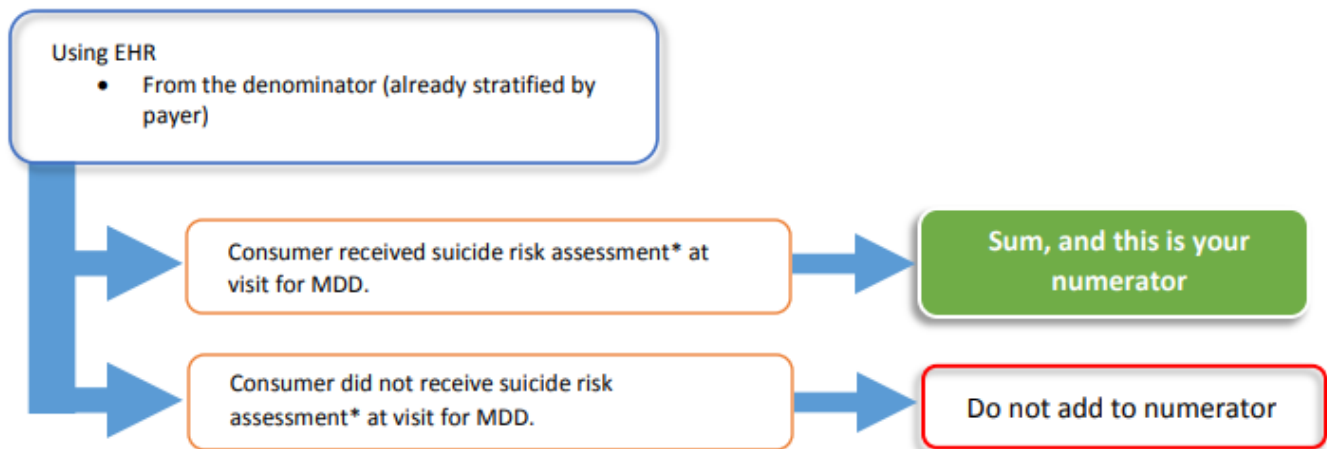 Using EHR
• From the denominator (already stratified by
payer)
Consumer received suicide risk assessment* at
visit for MDD.
Sum, and this is your
numerator
Consumer did not receive suicide risk
assessment* at visit for MDD.
Do not add to numerator